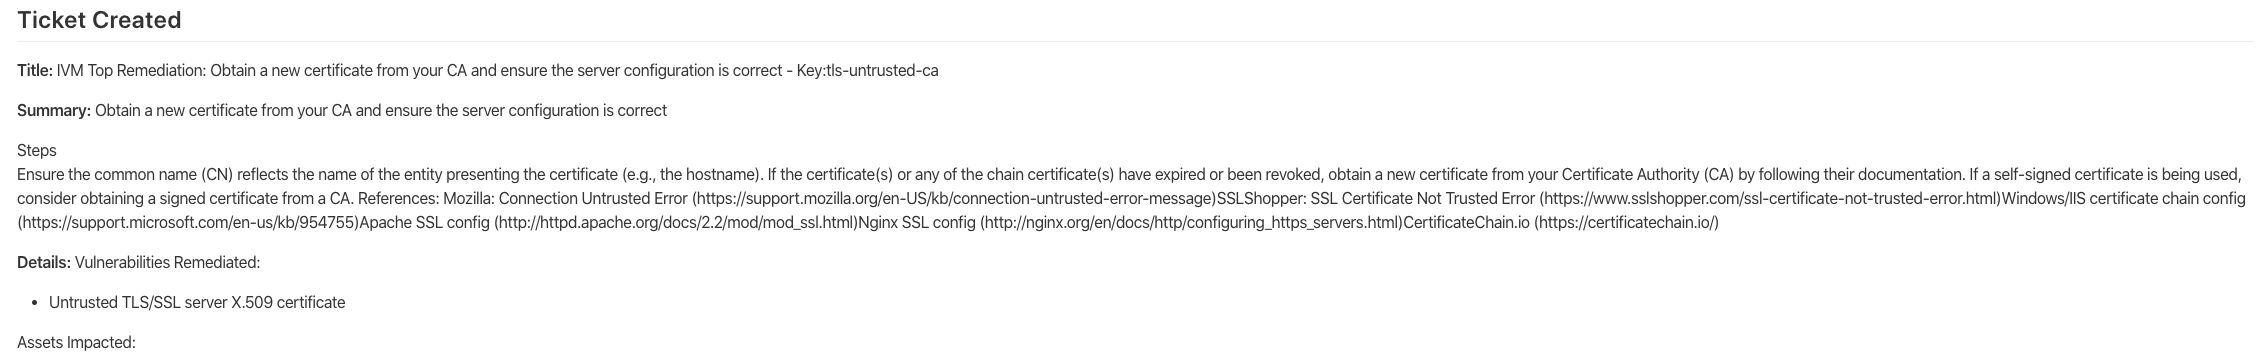 Ticket Created
Title: IVM Top Remediation: Obtain a new certificate from your CA and ensure the server configuration is correct - Key:tls-untrusted-ca
Summary: Obtain a new certificate from your CA and ensure the server configuration is correct
Steps
Ensure the common name (CN) reflects the name of the entity presenting the certificate (e.g., the hostname). If the certificate(s) or any of the chain certificate(s) have expired or been revoked, obtain a new certificate from your Certificate Authority (CA) by following their documentation. If a self-signed certificate is being used,
consider obtaining a signed certificate from a CA. References: Mozilla: Connection Untrusted Error (https://support.mozilla.org/en-US/kb/connection-untrusted-error-message)SSLShopper: SSL Certificate Not Trusted Error (https://www.sslshopper.com/ssl-certificate-not-trusted-error.html)Windows/IIS certificate chain config
(https://support.microsoft.com/en-us/kb/954755)Apache SSL config (http://httpd.apache.org/docs/2.2/mod/mod_ssl.html)Nginx SSL config (http://nginx.org/en/docs/http/configuring_https_servers.html)CertificateChain.io (https://certificatechain.io/)
Details: Vulnerabilities Remediated:
• Untrusted TLS/SSL server X.509 certificate
Assets Impacted: